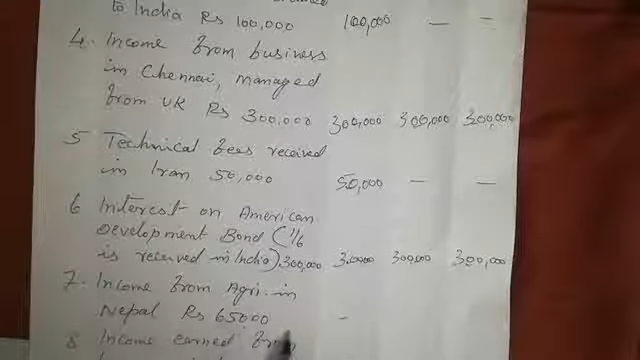 to India Rs 100,000 100,000 — =
4. Income from business
in Chennai, managed
from UK Rs 300,000 300,000 300,000 300,000
5 Technical fees received
in Iran 50,000 50,000 — —
6 Interest on American
Development Bond (1/6
is received in India).300,000 300,000 300,000
7. Income from Agri. in
Nepal Rs 65000 -
8 Income earned from